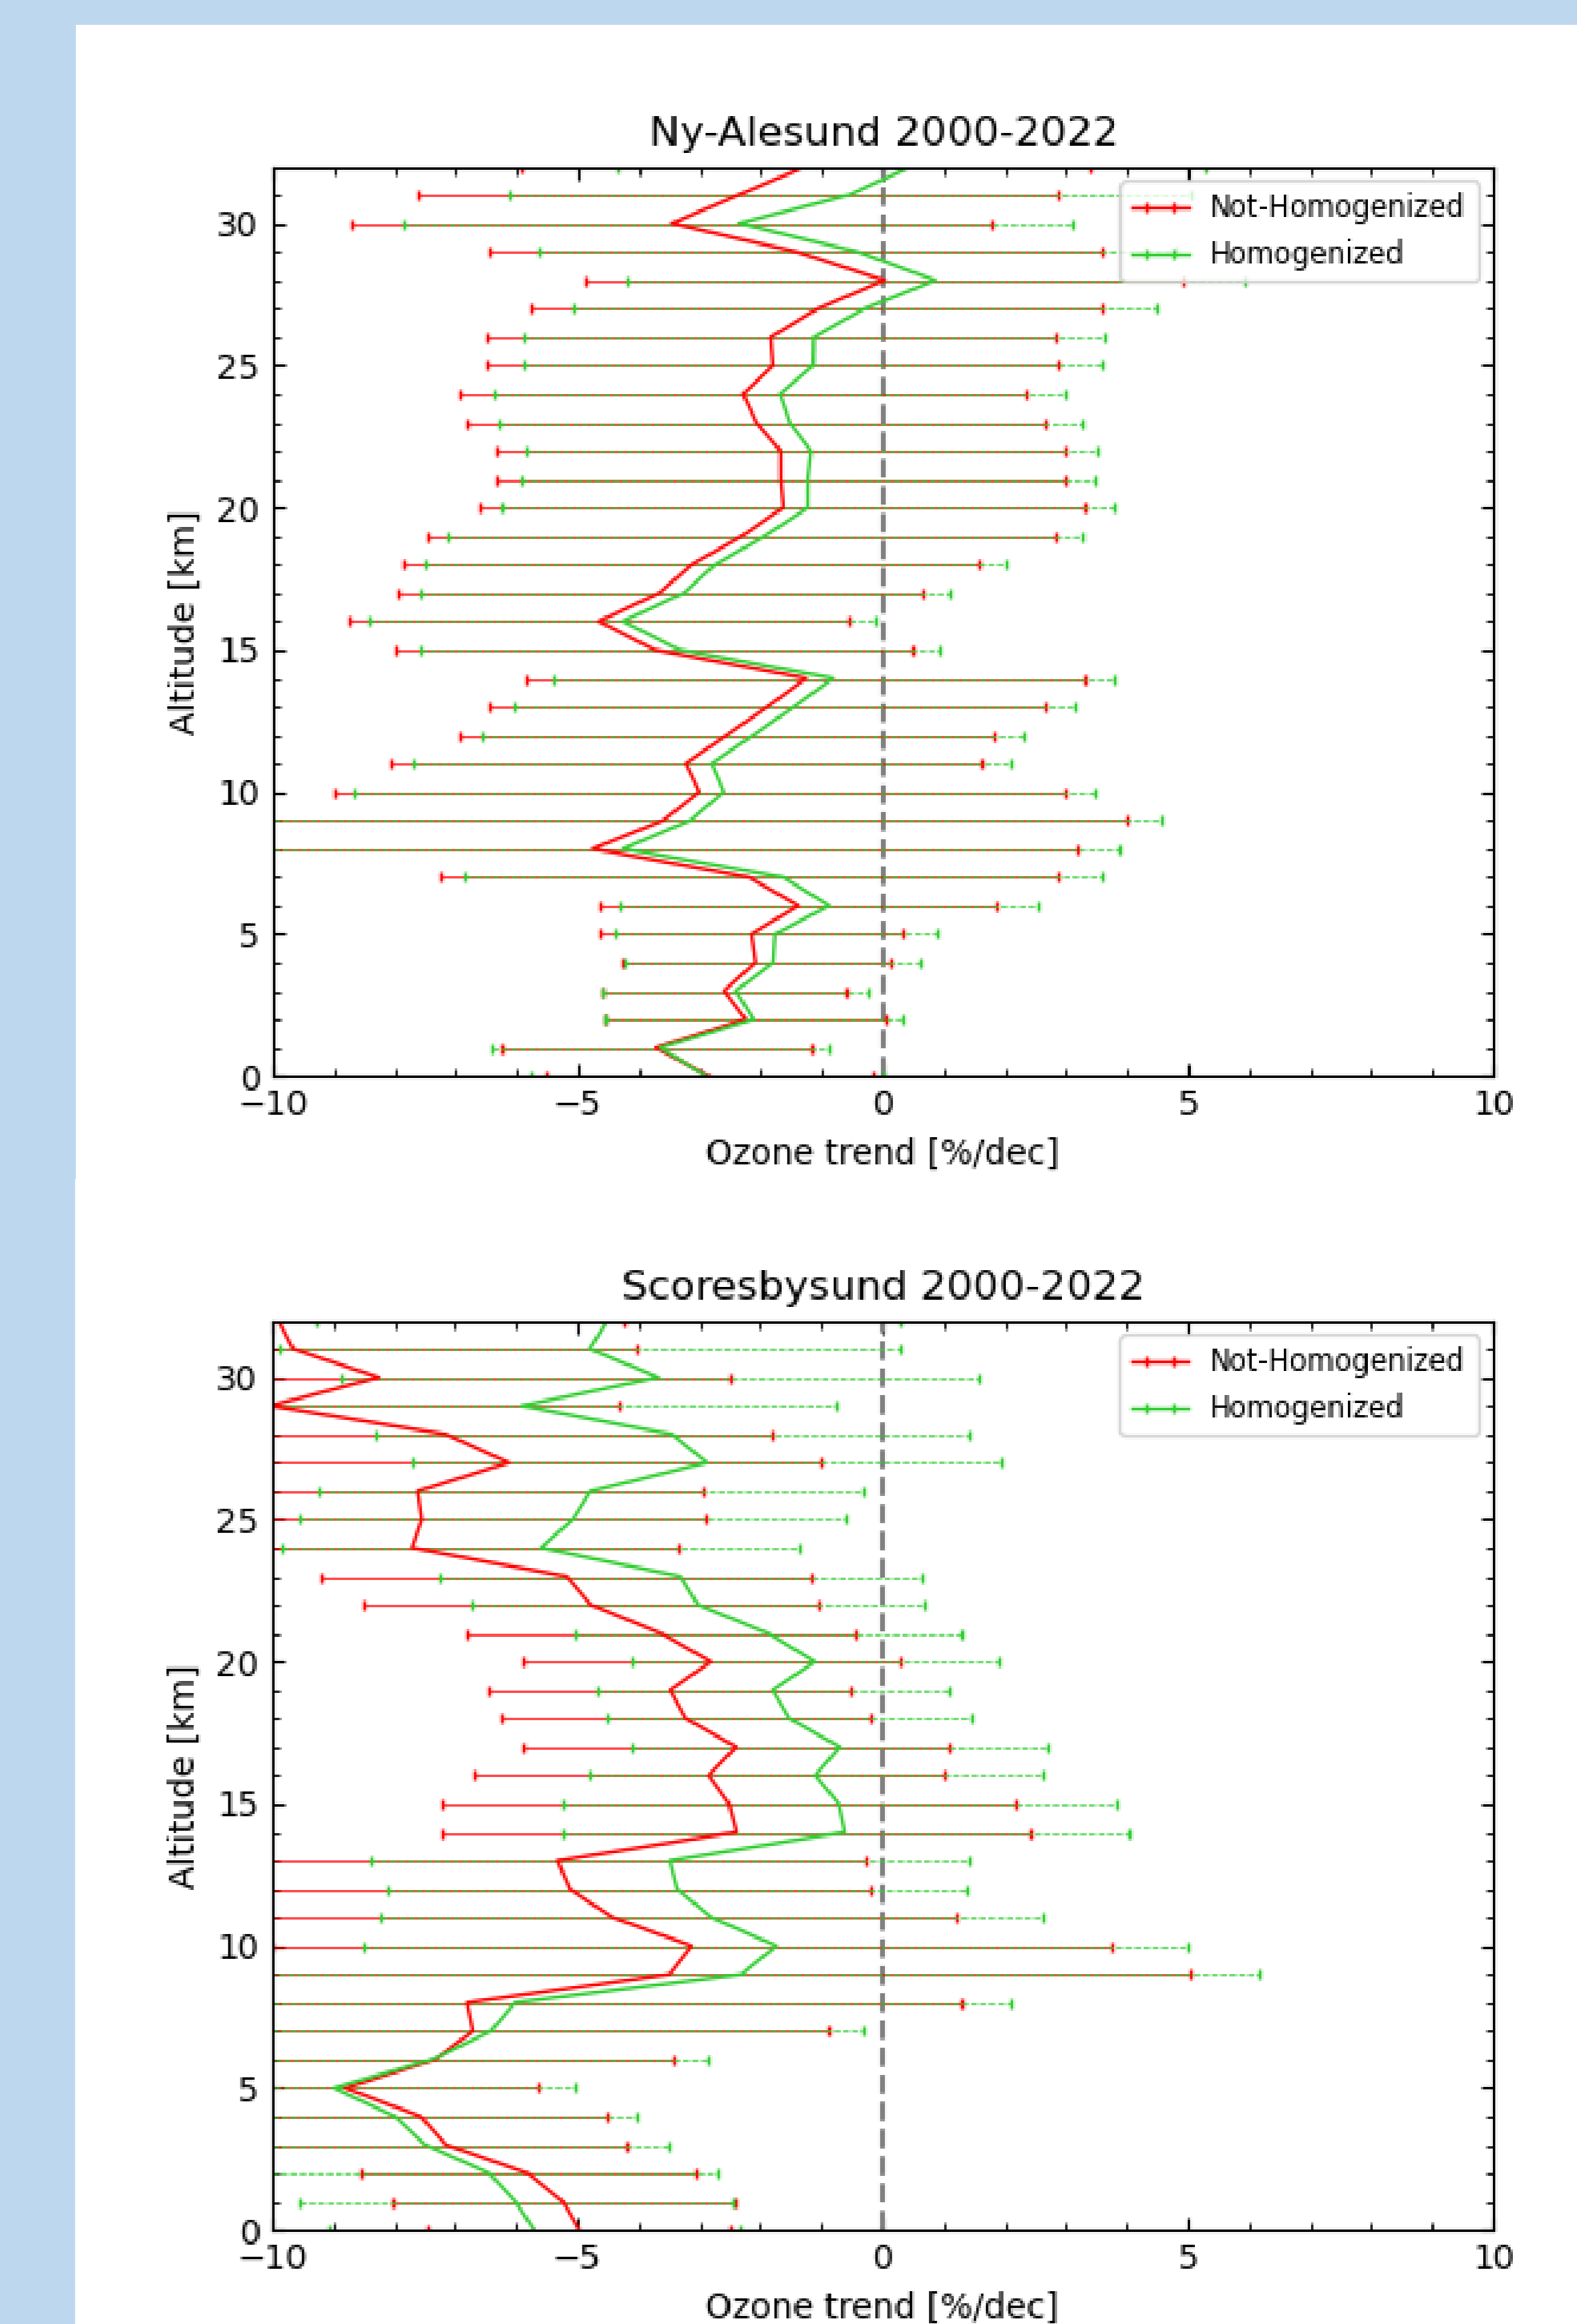 Ny-Alesund 2000-2022
Not-Homogenized
Homogenized
30
25
20
15
10
5
0
Altitude [km]
−10 −5 0 5 10
Ozone trend [%/dec]
Scoresbysund 2000-2022
Not-Homogenized
Homogenized
30
25
20
15
10
5
0
Altitude [km]
−10 −5 0 5 10
Ozone trend [%/dec]